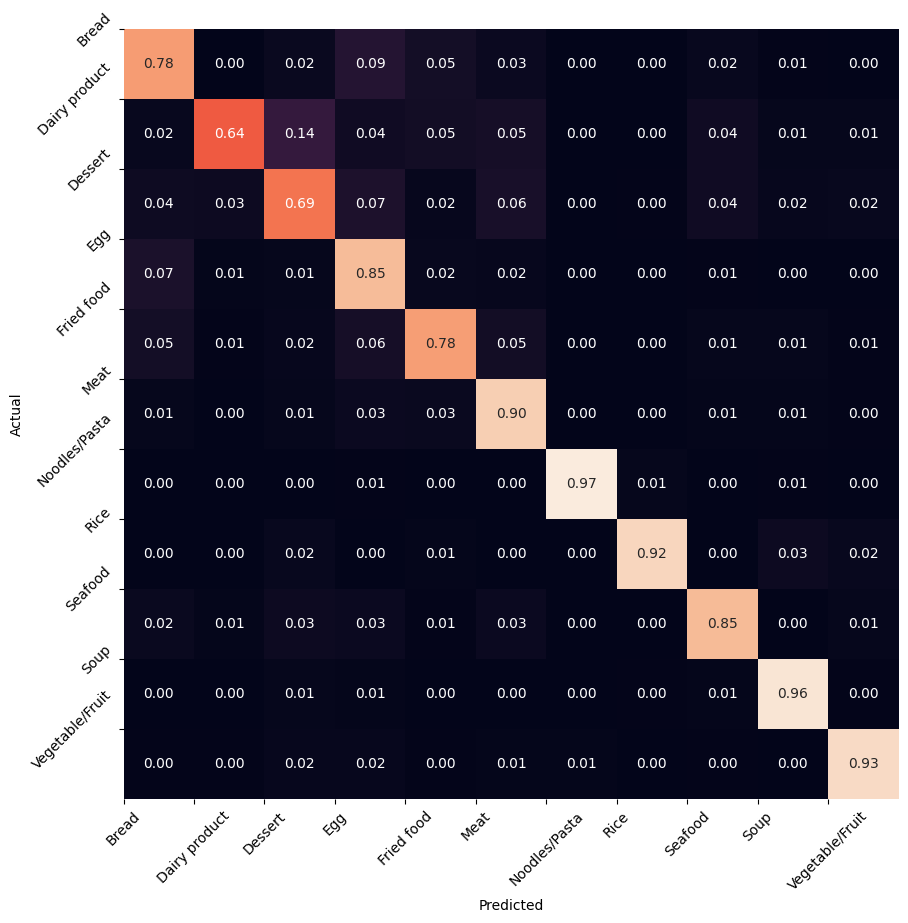 Bread 0.78 0.00 0.02 0.09 0.05 0.03 0.00 0.00 0.02 0.01 0.00
Dairy product 0.02 0.64 0.14 0.04 0.05 0.05 0.00 0.00 0.04 0.01 0.01
Dessert 0.04 0.03 0.69 0.07 0.02 0.06 0.00 0.00 0.04 0.02 0.02
Egg 0.07 0.01 0.01 0.85 0.02 0.02 0.00 0.00 0.01 0.00 0.00
Fried food 0.05 0.01 0.02 0.06 0.78 0.05 0.00 0.00 0.01 0.01 0.01
Meat 0.01 0.00 0.01 0.03 0.03 0.90 0.00 0.00 0.01 0.01 0.00
Noodles/Pasta 0.00 0.00 0.00 0.01 0.00 0.00 0.97 0.01 0.00 0.01 0.00
Rice 0.00 0.00 0.02 0.00 0.01 0.00 0.00 0.92 0.00 0.03 0.02
Seafood 0.02 0.01 0.03 0.03 0.01 0.03 0.00 0.00 0.85 0.00 0.01
Soup 0.00 0.00 0.01 0.01 0.00 0.00 0.00 0.00 0.01 0.96 0.00
Vegetable/Fruit 0.00 0.00 0.02 0.02 0.00 0.01 0.01 0.00 0.00 0.00 0.93
Actual
Bread Dairy product Dessert Egg Fried food Meat Noodles/Pasta Rice Seafood Soup Vegetable/Fruit
Predicted